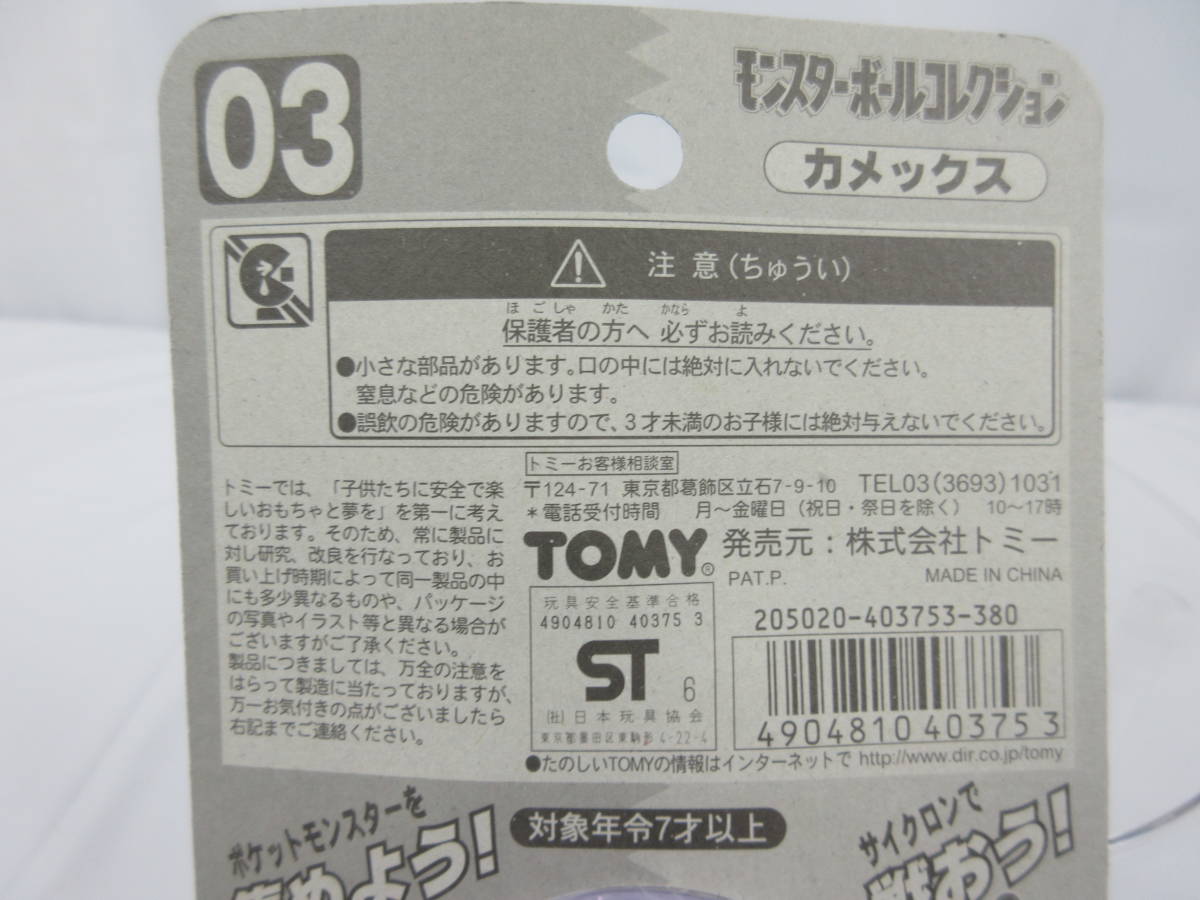 03
モンスターボールコレクション
カメックス
注意(ちゅうい)
ほごしゃ かた かなら よ
保護者の方へ 必ずお読みください。
●小さな部品があります。口の中には絶対に入れないでください。
窒息などの危険があります。
●誤飲の危険がありますので、3才未満のお子様には絶対与えないでください。
トミーでは、「子供たちに安全で楽
しいおもちゃと夢を」を第一に考え
ております。そのため、常に製品に
対し研究、改良を行なっており、お
買い上げ時期によって同一製品の中
にも多少異なるものや、パッケージ
の写真やイラスト等と異なる場合が
ございますがご了承ください。
製品につきましては、万全の注意を
はらって製造に当たっておりますが、
万一お気付きの点がございましたら
右記までご連絡ください。
トミーお客様相談室
〒124-71 東京都葛飾区立石7-9-10 TEL03(3693)1031
*電話受付時間 月~金曜日(祝日・祭日を除く) 10~17時
TOMY® 発売元:株式会社トミー
PAT.P. MADE IN CHINA
玩具安全基準合格
4904810 40375 3
ST 6
(社)日本玩具協会
東京都墨田区東駒形4-22-4
205020-403753-380
4904810 403753
●たのしいTOMYの情報はインターネットで http://www.dir.co.jp/tomy
対象年令7才以上
ポケットモンスターを
集めよう!
サイクロンで
戦おう!